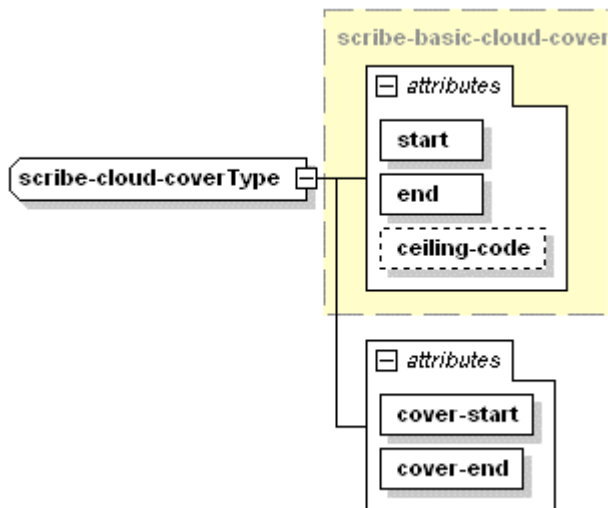 scribe-basic-cloud-cover
attributes
start
scribe-cloud-coverType
end
ceiling-code
attributes
cover-start
cover-end